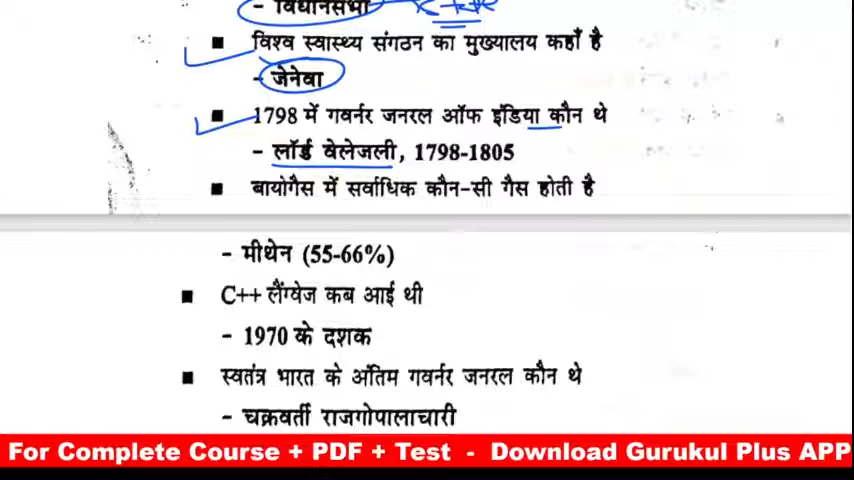 - विधानसभा
■ विश्व स्वास्थ्य संगठन का मुख्यालय कहाँ है
- जेनेवा
■ 1798 में गवर्नर जनरल ऑफ इंडिया कौन थे
- लॉर्ड वेलेजली, 1798-1805
■ बायोगैस में सर्वाधिक कौन-सी गैस होती है
- मीथेन (55-66%)
■ C++ लैंग्वेज कब आई थी
- 1970 के दशक
■ स्वतंत्र भारत के अंतिम गवर्नर जनरल कौन थे
- चक्रवर्ती राजगोपालाचारी
For Complete Course + PDF + Test - Download Gurukul Plus APP